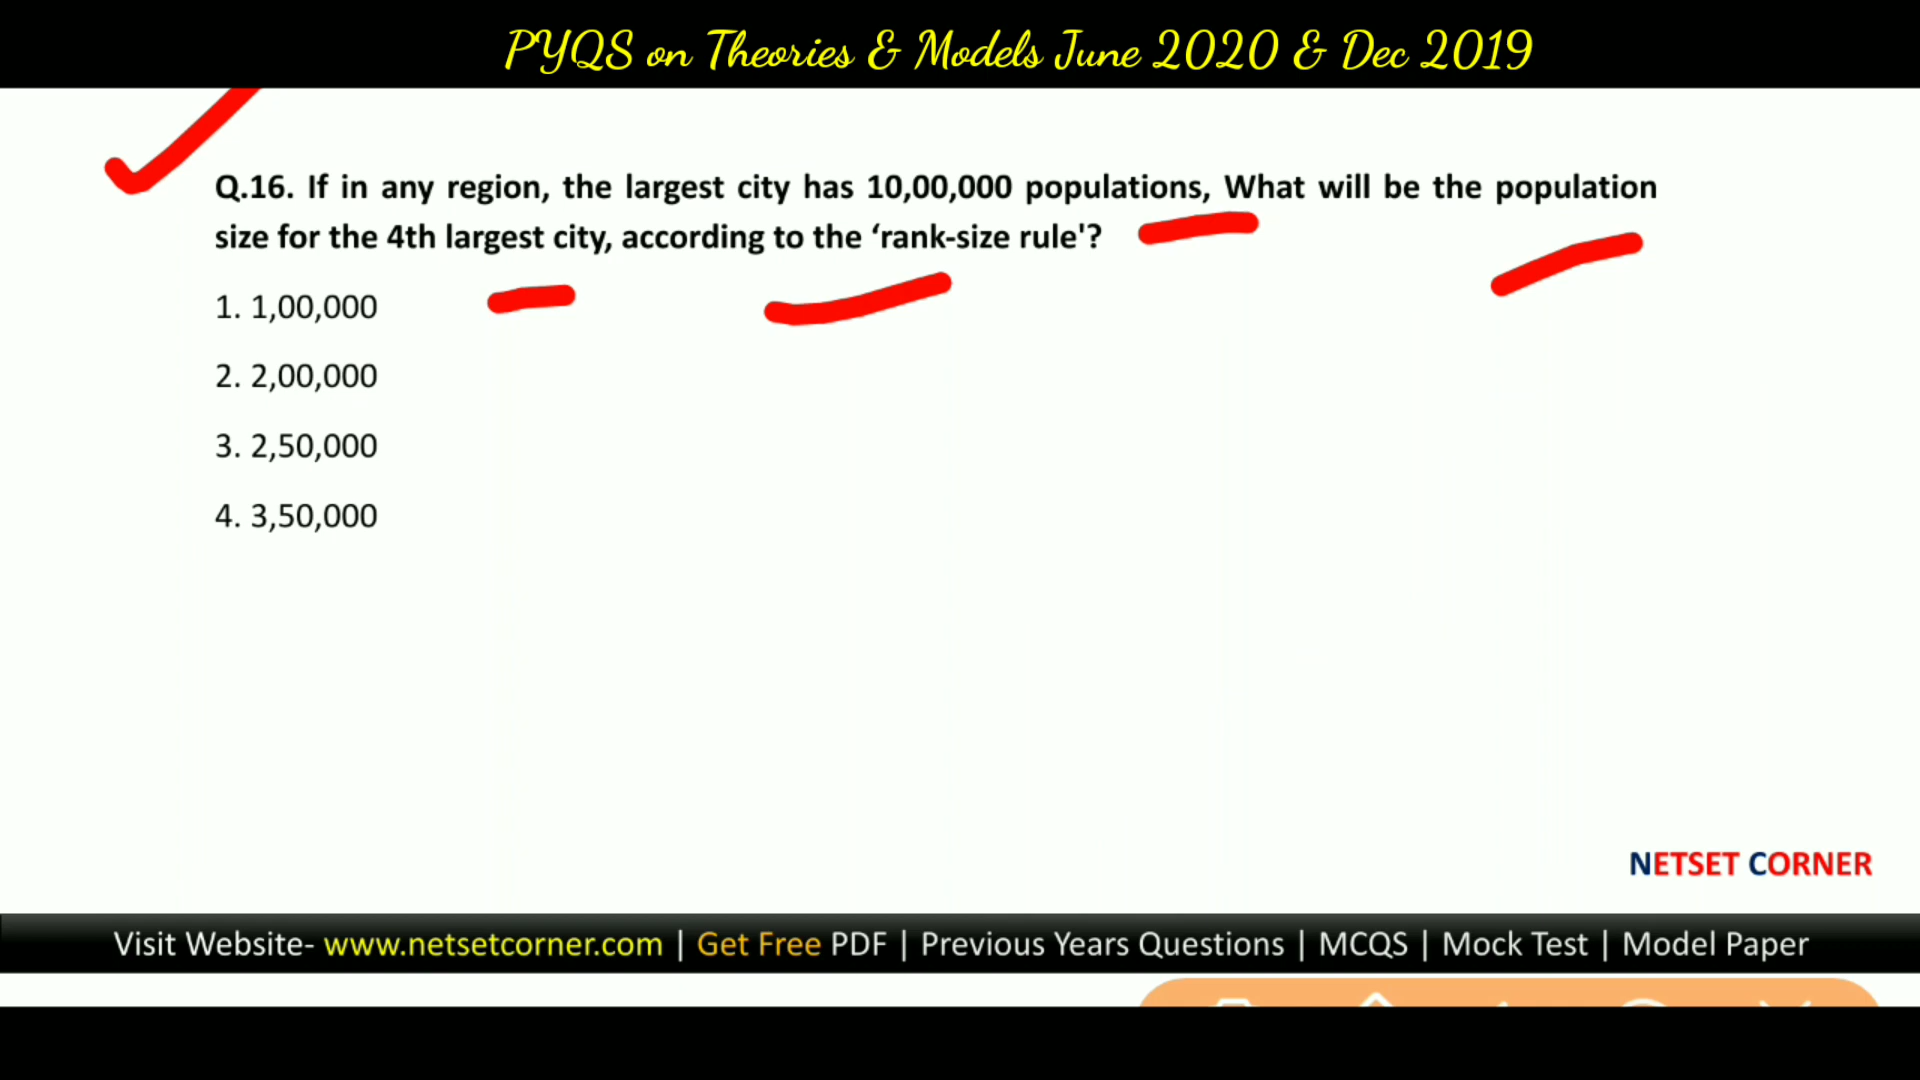 PYQS on Theories & Models June 2020 & Dec 2019
Q.16. If in any region, the largest city has 10,00,000 populations, What will be the population
size for the 4th largest city, according to the ‘rank-size rule'?
1. 1,00,000
2. 2,00,000
3. 2,50,000
4. 3,50,000
NETSET CORNER
Visit Website- www.netsetcorner.com | Get Free PDF | Previous Years Questions | MCQS | Mock Test | Model Paper